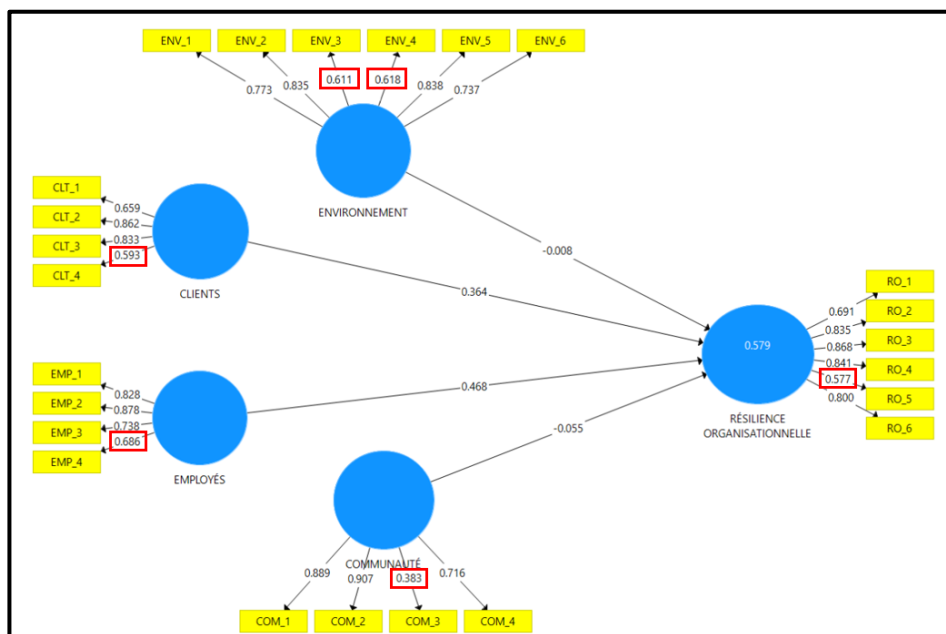 ENV_1
ENV_2
ENV_3
ENV_4
ENV_5
ENV_6
0.773
0.835
0.611
0.618
0.838
0.737
ENVIRONNEMENT
CLT_1
CLT_2
CLT_3
CLT_4
0.659
0.862
0.833
0.593
CLIENTS
-0.008
0.364
EMP_1
EMP_2
EMP_3
EMP_4
0.828
0.878
0.738
0.686
EMPLOYÉS
0.468
-0.055
0.579
RÉSILIENCE
ORGANISATIONNELLE
0.691
0.835
0.868
0.841
0.577
0.800
RO_1
RO_2
RO_3
RO_4
RO_5
RO_6
COMMUNAUTÉ
0.889
0.907
0.383
0.716
COM_1
COM_2
COM_3
COM_4